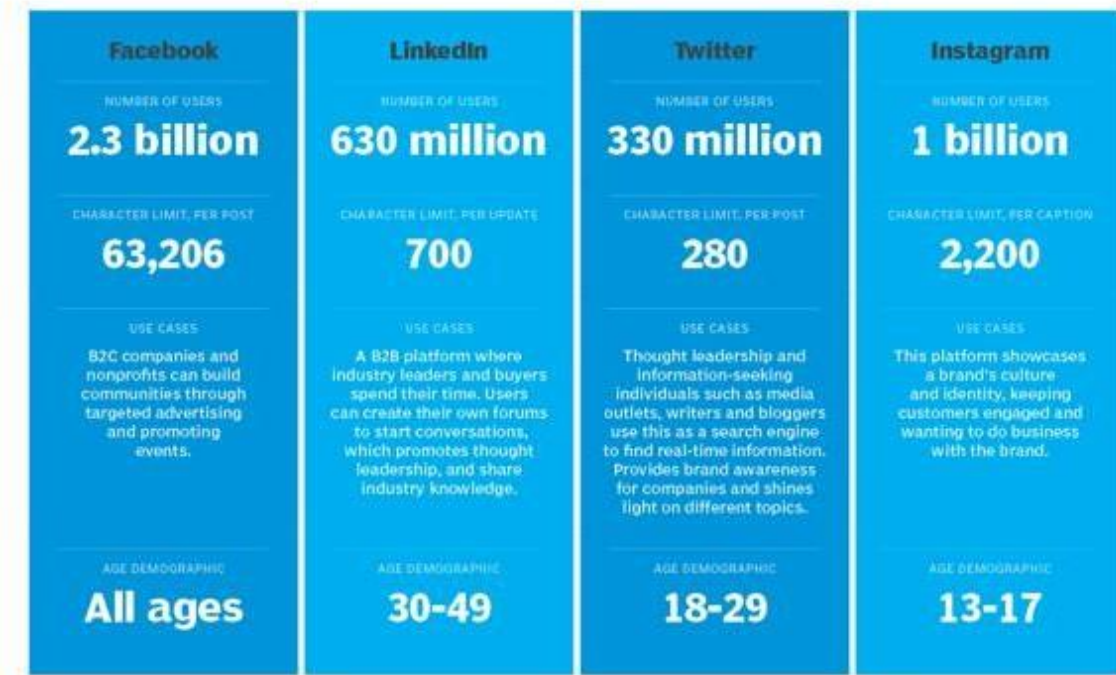 Facebook
NUMBER OF USERS
2.3 billion
CHARACTER LIMIT, PER POST
63,206
USE CASES
B2C companies and
nonprofits can build
communities through
targeted advertising
and promoting
events.
AGE DEMOGRAPHIC
All ages
LinkedIn
NUMBER OF USERS
630 million
CHARACTER LIMIT, PER UPDATE
700
USE CASES
A B2B platform where
industry leaders and buyers
spend their time. Users
can create their own forums
to start conversations,
which promotes thought
leadership, and share
industry knowledge.
AGE DEMOGRAPHIC
30-49
Twitter
NUMBER OF USERS
330 million
CHARACTER LIMIT, PER POST
280
USE CASES
Thought leadership and
information-seeking
individuals such as media
outlets, writers and bloggers
use this as a search engine
to find real-time information.
Provides brand awareness
for companies and shines
light on different topics.
AGE DEMOGRAPHIC
18-29
Instagram
NUMBER OF USERS
1 billion
CHARACTER LIMIT, PER CAPTION
2,200
USE CASES
This platform showcases
a brand's culture
and identity, keeping
customers engaged and
wanting to do business
with the brand.
AGE DEMOGRAPHIC
13-17